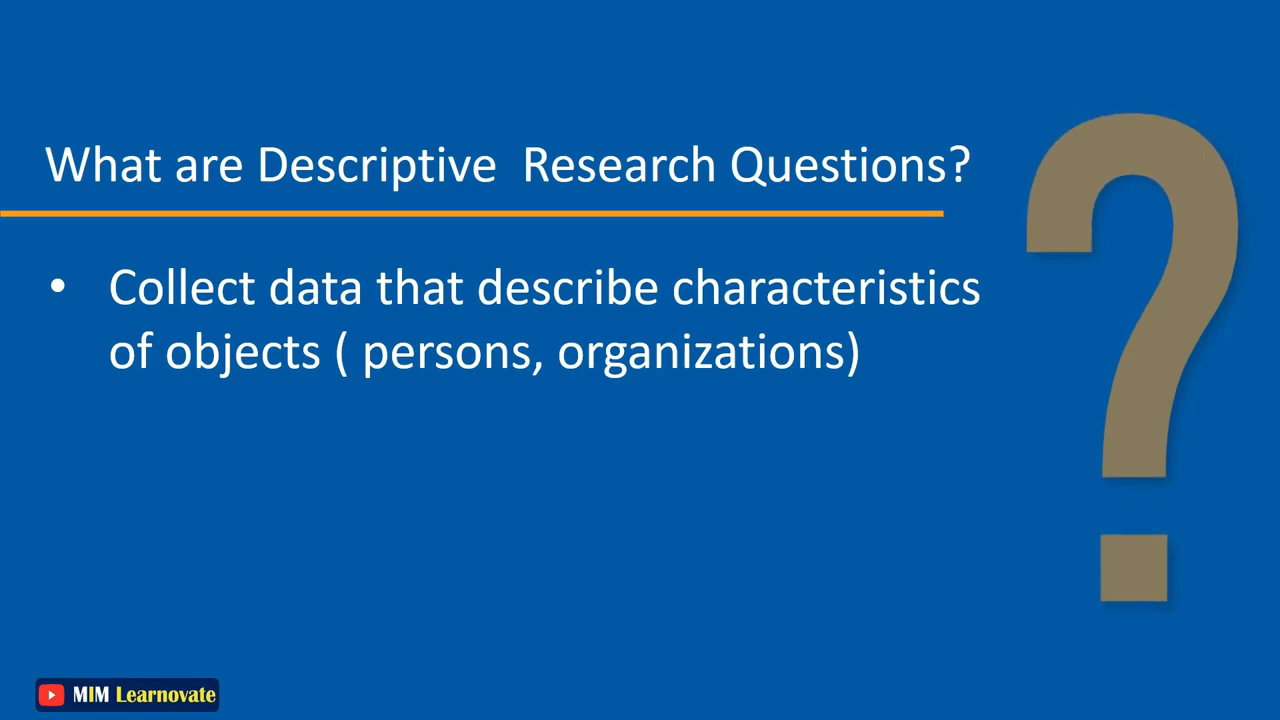 What are Descriptive  Research Questions?
• Collect data that describe characteristics
of objects ( persons, organizations)
?
MIM Learnovate